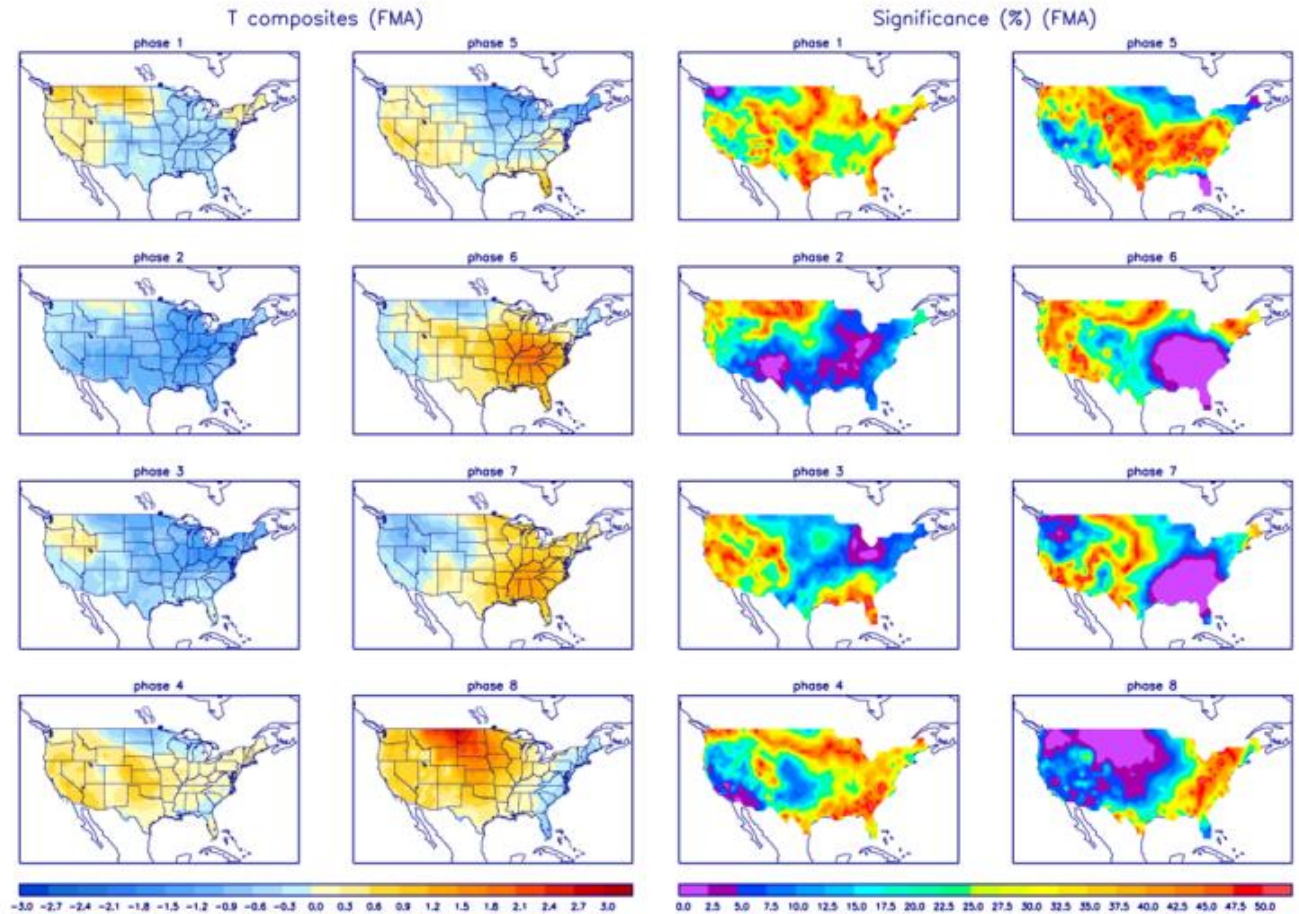 T composites (FMA) Significance (%) (FMA)
phase 1 phase 5 phase 1 phase 5
phase 2 phase 6 phase 2 phase 6
phase 3 phase 7 phase 3 phase 7
phase 4 phase 8 phase 4 phase 8
-3.0 -2.7 -2.4 -2.1 -1.8 -1.5 -1.2 -0.9 -0.6 -0.3 0.0 0.3 0.6 0.9 1.2 1.5 1.8 2.1 2.4 2.7 3.0 0.0 2.5 5.0 7.5 10.0 12.5 15.0 17.5 20.0 22.5 25.0 27.5 30.0 32.5 35.0 37.5 40.0 42.5 45.0 47.5 50.0